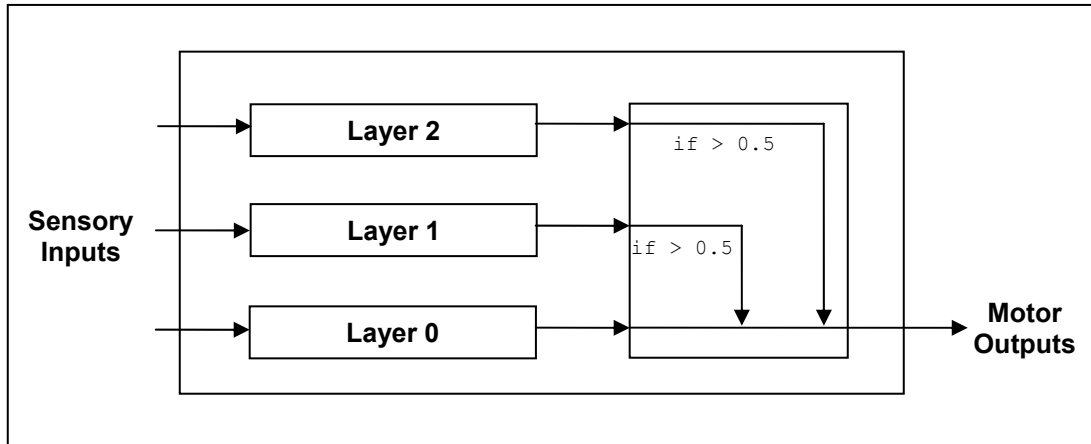 Layer 2
if > 0.5
Sensory
Inputs
Layer 1
if > 0.5
Layer 0
Motor
Outputs